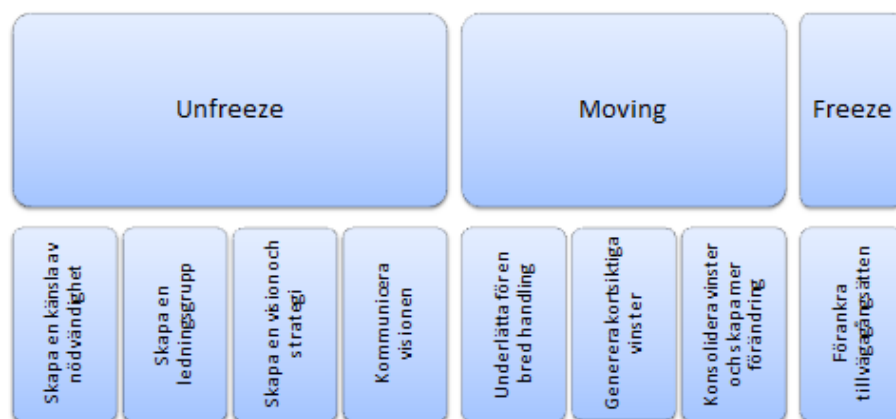 Unfreeze
Moving
Freeze
Skapa en känsla av
nödvändighet
Skapa en
ledningsgrupp
Skapa en vision och
strategi
Kommunicera
visionen
Underlätta för en
bred handling
Generera kortsiktiga
vinster
Konsolidera vinster
och skapa mer
förändring
Förankra
tillvägagångsätten